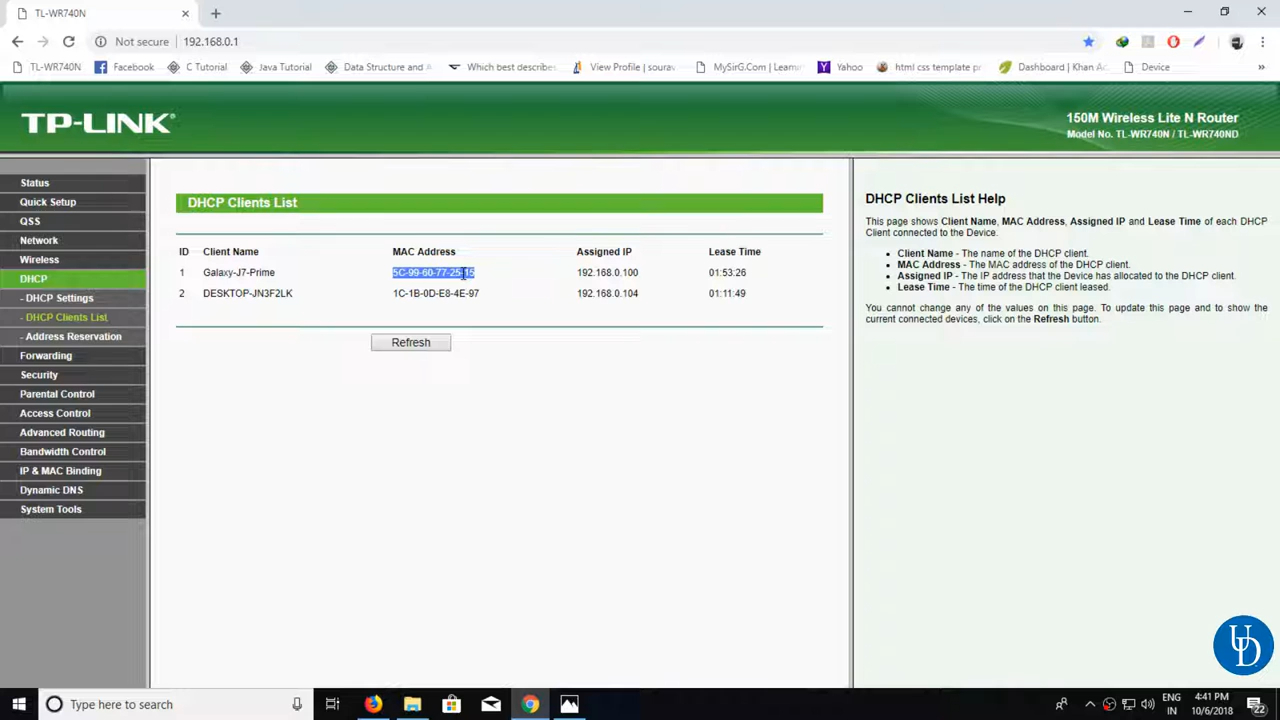 TL-WR740N
Not secure
192.168.0.1
TL-WR740N
Facebook
C Tutorial
Java Tutorial
Data Structure and A
Which best describes
View Profile | sourav
MySirG.Com | Learni
Yahoo
html css template pr
Dashboard | Khan Ac
Device
»
TP-LINK®
150M Wireless Lite N Router
Model No. TL-WR740N / TL-WR740ND
Status
Quick Setup
QSS
Network
Wireless
DHCP
- DHCP Settings
- DHCP Clients List
- Address Reservation
Forwarding
Security
Parental Control
Access Control
Advanced Routing
Bandwidth Control
IP & MAC Binding
Dynamic DNS
System Tools
DHCP Clients List
ID Client Name MAC Address Assigned IP Lease Time
1 Galaxy-J7-Prime 192.168.0.100 01:53:26
2 DESKTOP-JN3F2LK 1C-1B-0D-E8-4E-97 192.168.0.104 01:11:49
Refresh
DHCP Clients List Help
This page shows Client Name, MAC Address, Assigned IP and Lease Time of each DHCP
Client connected to the Device.
• Client Name - The name of the DHCP client.
• MAC Address - The MAC address of the DHCP client.
• Assigned IP - The IP address that the Device has allocated to the DHCP client.
• Lease Time - The time of the DHCP client leased.
You cannot change any of the values on this page. To update this page and to show the
current connected devices, click on the Refresh button.
UD
Type here to search
ENG
IN
4:41 PM
10/6/2018
22